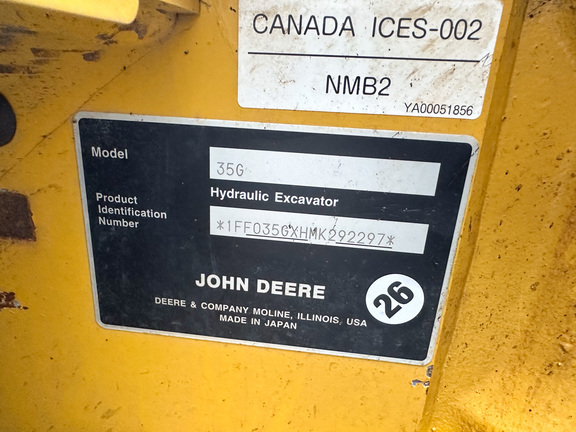 CANADA ICES-002
NMB2
YA00051856
Model
35G
Hydraulic Excavator
Product
Identification
Number
*1FF035GXHMK292297*
JOHN DEERE
26
DEERE & COMPANY MOLINE, ILLINOIS, USA
MADE IN JAPAN